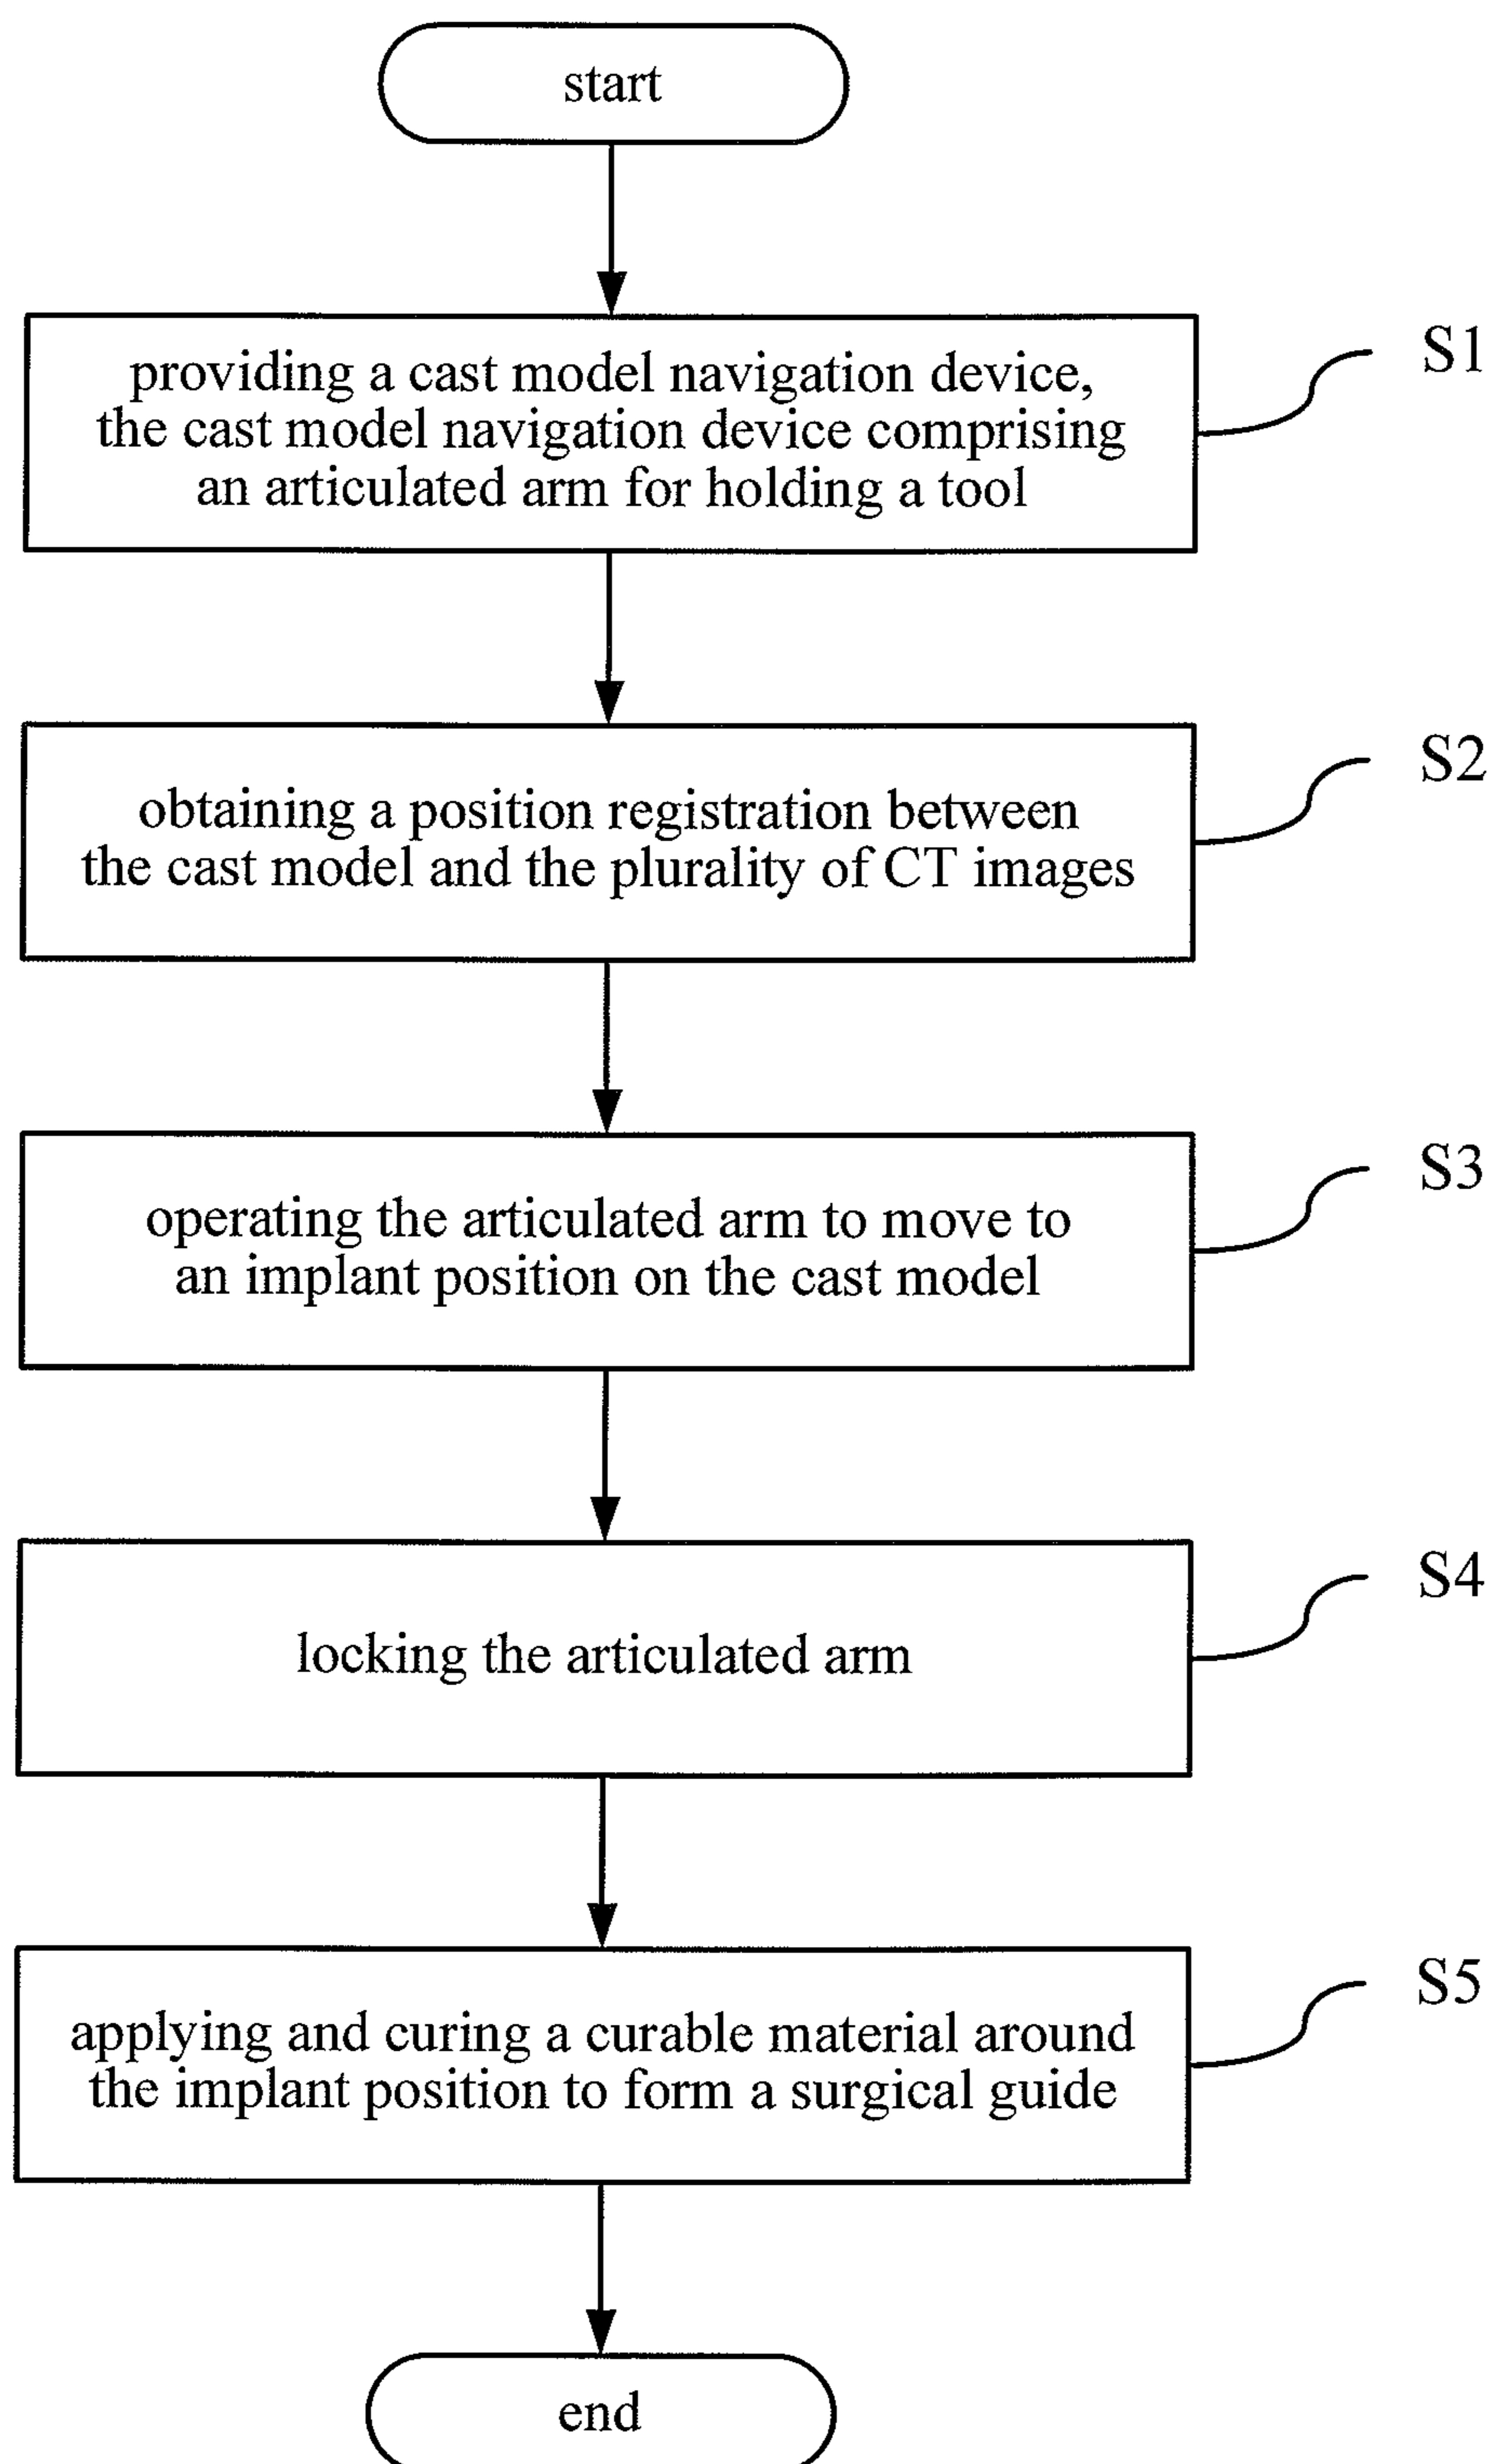 start
providing a cast model navigation device,
the cast model navigation device comprising
an articulated arm for holding a tool
S1
obtaining a position registration between
the cast model and the plurality of CT images
S2
operating the articulated arm to move to
an implant position on the cast model
S3
locking the articulated arm
S4
applying and curing a curable material around
the implant position to form a surgical guide
S5
end